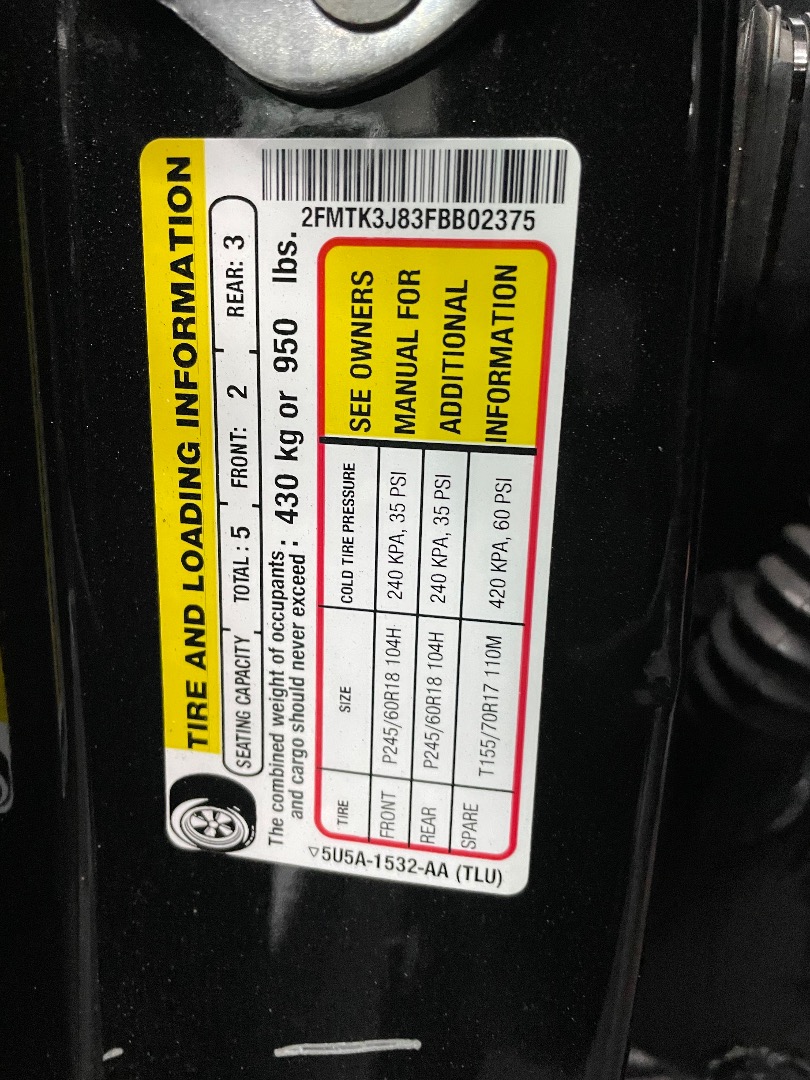 TIRE AND LOADING INFORMATION
SEATING CAPACITY TOTAL: 5 FRONT: 2 REAR: 3
The combined weight of occupants :
and cargo should never exceed : 430 kg or 950 lbs.
TIRE SIZE COLD TIRE PRESSURE
FRONT P245/60R18 104H 240 KPA, 35 PSI
REAR P245/60R18 104H 240 KPA, 35 PSI
SPARE T155/70R17 110M 420 KPA, 60 PSI
SEE OWNERS
MANUAL FOR
ADDITIONAL
INFORMATION
2FMTK3J83FBB02375
▽5U5A-1532-AA (TLU)